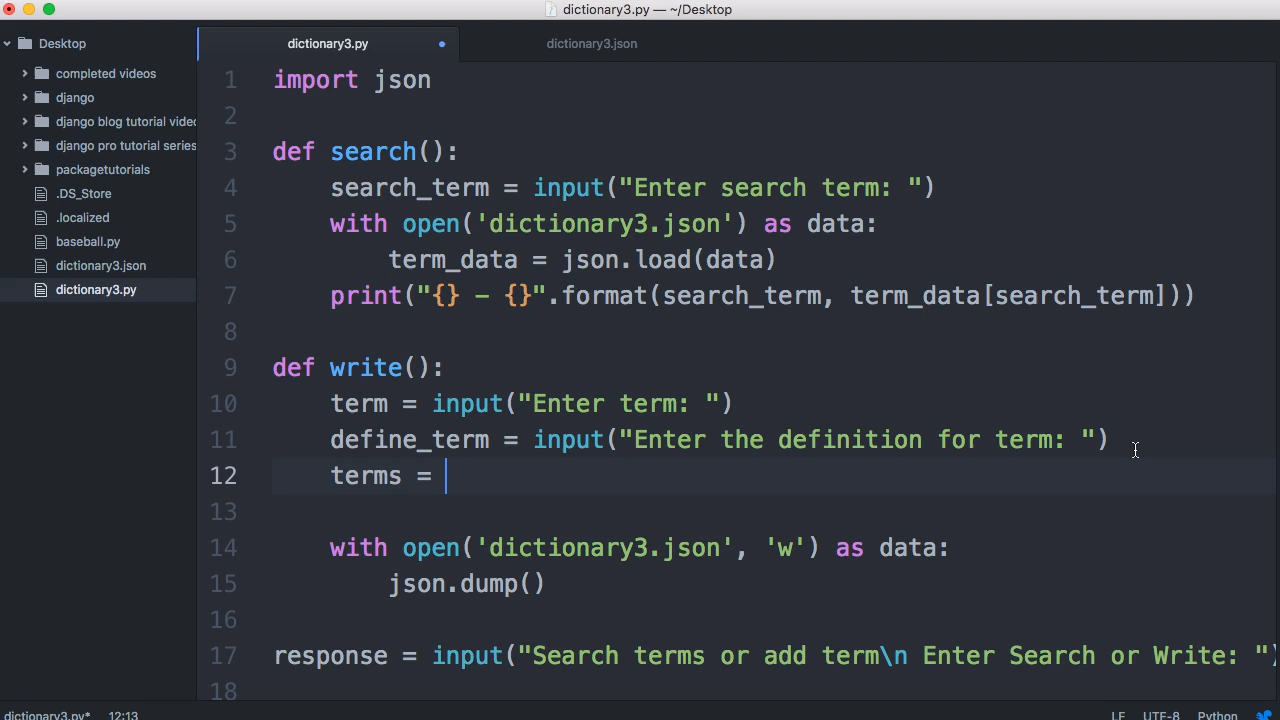 dictionary3.py — ~/Desktop
Desktop
completed videos
django
django blog tutorial vide
django pro tutorial series
packagetutorials
.DS_Store
.localized
baseball.py
dictionary3.json
dictionary3.py
dictionary3.py
dictionary3.json
1 import json
2
3 def search():
4     search_term = input("Enter search term: ")
5     with open('dictionary3.json') as data:
6         term_data = json.load(data)
7     print("{} - {}".format(search_term, term_data[search_term]))
8
9 def write():
10     term = input("Enter term: ")
11     define_term = input("Enter the definition for term: ")
12     terms =
13
14     with open('dictionary3.json', 'w') as data:
15         json.dump()
16
17 response = input("Search terms or add term\n Enter Search or Write: ")
18
dictionary3.py* 12:13 LF UTF-8 Python